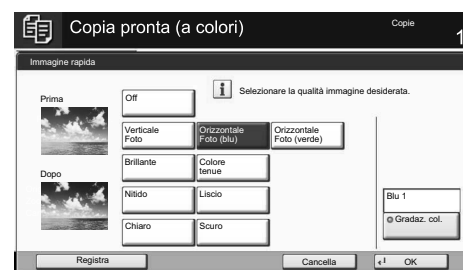 Copia pronta (a colori)
Copie
1
Immagine rapida
Selezionare la qualità immagine desiderata.
Prima
Dopo
Off
Verticale
Foto
Orizzontale
Foto (blu)
Orizzontale
Foto (verde)
Brillante
Colore
tenue
Nitido
Liscio
Chiaro
Scuro
Blu 1
Gradaz. col.
Registra
Cancella
OK